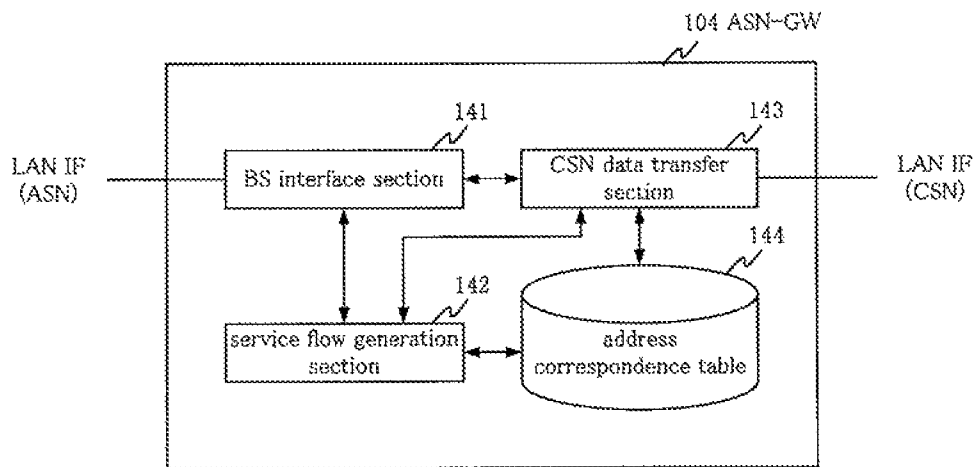 104 ASN-GW
141
143
LAN IF
(ASN)
BS interface section
CSN data transfer
section
LAN IF
(CSN)
144
142
service flow generation
section
address
correspondence table